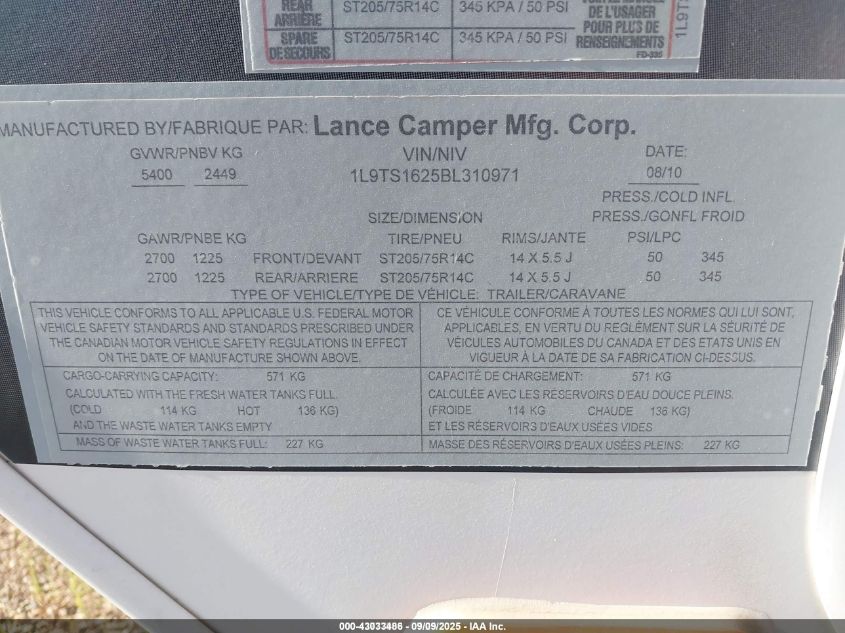 REAR ARRIÈRE ST205/75R14C 345 KPA / 50 PSI
SPARE DE SECOURS ST205/75R14C 345 KPA / 50 PSI
DE L'USAGER
POUR PLUS DE
RENSEIGNEMENTS
1L9TS
MANUFACTURED BY/FABRIQUE PAR: Lance Camper Mfg. Corp.
GVWR/PNBV KG VIN/NIV DATE:
5400 2449 1L9TS1625BL310971 08/10
PRESS./COLD INFL.
SIZE/DIMENSION PRESS./GONFL FROID
GAWR/PNBE KG TIRE/PNEU RIMS/JANTE PSI/LPC
2700 1225 FRONT/DEVANT ST205/75R14C 14 X 5.5 J 50 345
2700 1225 REAR/ARRIERE ST205/75R14C 14 X 5.5 J 50 345
TYPE OF VEHICLE/TYPE DE VÉHICLE: TRAILER/CARAVANE
THIS VEHICLE CONFORMS TO ALL APPLICABLE U.S. FEDERAL MOTOR
VEHICLE SAFETY STANDARDS AND STANDARDS PRESCRIBED UNDER
THE CANADIAN MOTOR VEHICLE SAFETY REGULATIONS IN EFFECT
ON THE DATE OF MANUFACTURE SHOWN ABOVE.
CE VÉHICULE CONFORME À TOUTES LES NORMES QUI LUI SONT,
APPLICABLES, EN VERTU DU REGLÉMENT SUR LA SÉURITÉ DE
VÉICULES AUTOMOBILES DU CANADA ET DES ETATS UNIS EN
VIGUEUR À LA DATE DE SA FABRICATION CI-DESSUS.
CARGO-CARRYING CAPACITY: 571 KG
CALCULATED WITH THE FRESH WATER TANKS FULL.
(COLD 114 KG HOT 136 KG)
AND THE WASTE WATER TANKS EMPTY
MASS OF WASTE WATER TANKS FULL: 227 KG
CAPACITÉ DE CHARGEMENT: 571 KG
CALCULÉE AVEC LES RÉSERVOIRS D'EAU DOUCE PLEINS.
(FROIDE 114 KG CHAUDE 136 KG)
ET LES RÉSERVOIRS D'EAUX USÉES VIDES
MASSE DES RÉSERVOIRS D'EAUX USÉES PLEINS: 227 KG
000-43033486 - 09/09/2025 - IAA Inc.